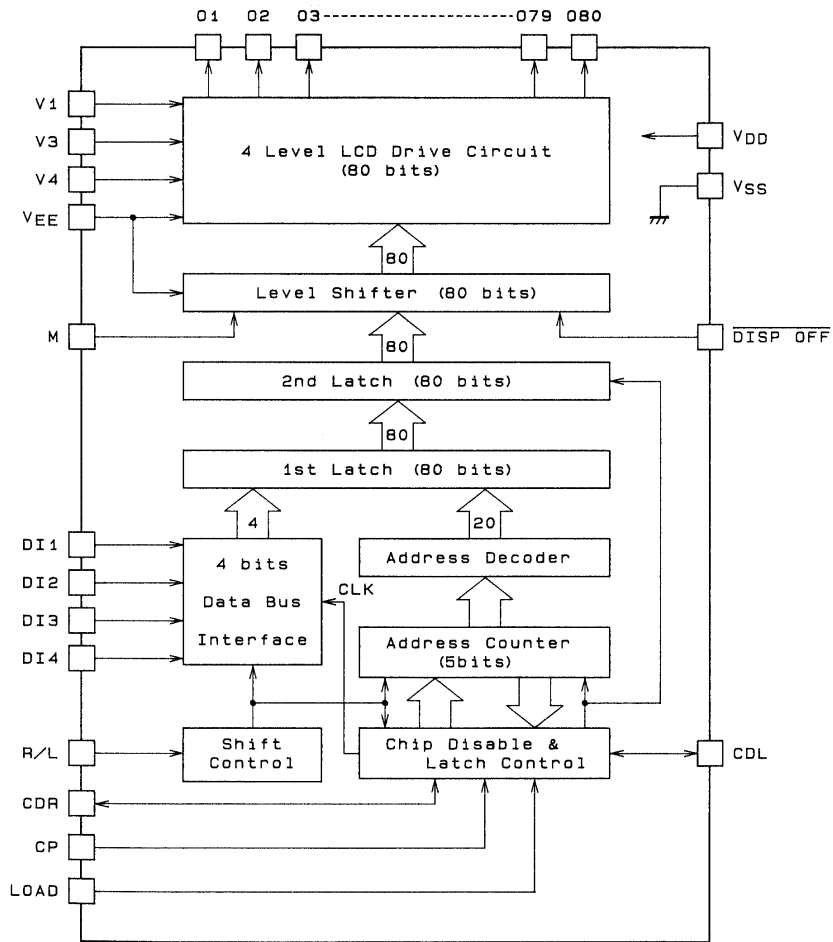 O1 O2 O3 O79 O80
V1
V3
V4
VEE
4 Level LCD Drive Circuit
(80 bits)
VDD
VSS
80
Level Shifter (80 bits)
M
DISP OFF
80
2nd Latch (80 bits)
80
1st Latch (80 bits)
4
20
DI1
DI2
DI3
DI4
4 bits
Data Bus
Interface
CLK
Address Decoder
Address Counter
(5bits)
R/L
Shift
Control
Chip Disable &
Latch Control
CDL
CDR
CP
LOAD